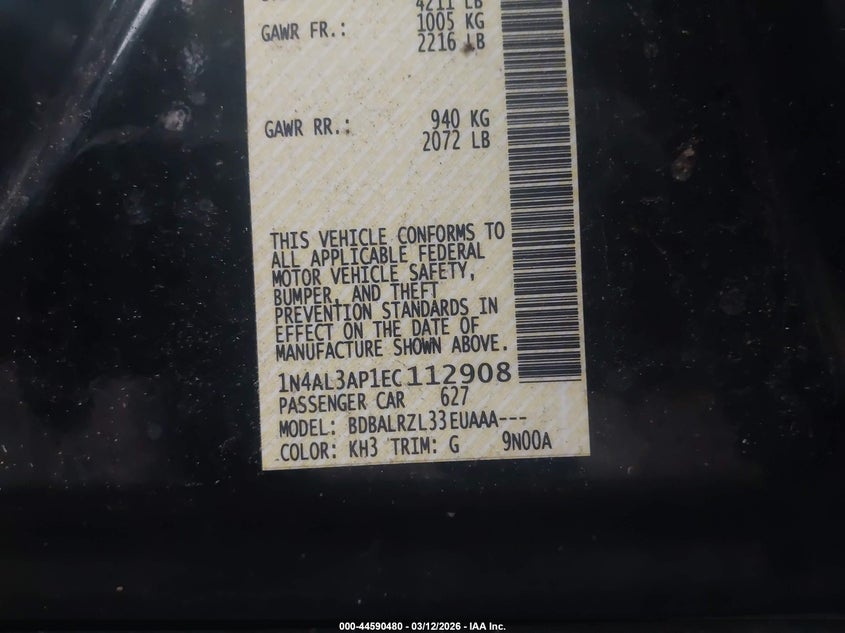 4211 LB
GAWR FR.: 1005 KG
2216 LB
GAWR RR.: 940 KG
2072 LB
THIS VEHICLE CONFORMS TO
ALL APPLICABLE FEDERAL
MOTOR VEHICLE SAFETY,
BUMPER, AND THEFT
PREVENTION STANDARDS IN
EFFECT ON THE DATE OF
MANUFACTURE SHOWN ABOVE.
1N4AL3AP1EC112908
PASSENGER CAR 627
MODEL: BDBALRZL33EUAAA---
COLOR: KH3 TRIM: G 9N00A
000-44590480 - 03/12/2026 - IAA Inc.